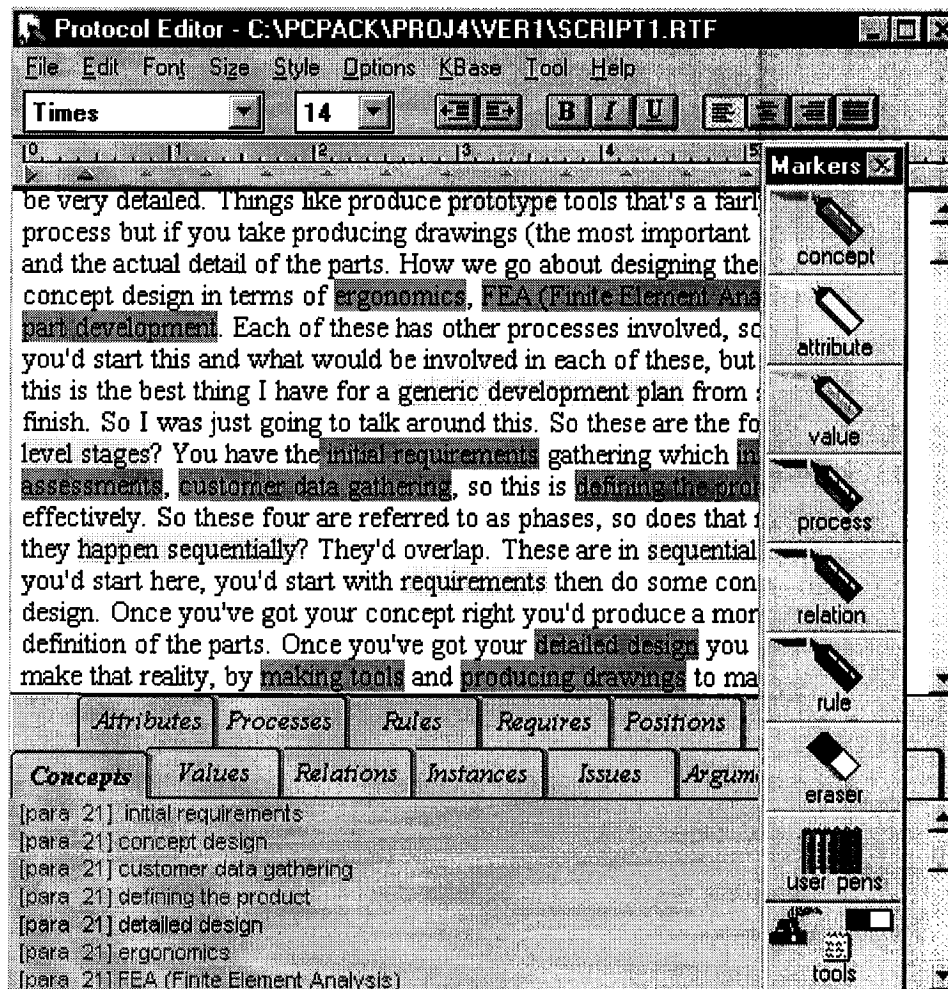 Protocol Editor - C:\PCPACK\PROJ4\VER1\SCRIPT1.RTF
File Edit Font Size Style Options KBase Tool Help
Times 14 B I U
0 1 2 3 4 5
Markers
be very detailed. Things like produce prototype tools that's a fairly
process but if you take producing drawings (the most important
and the actual detail of the parts. How we go about designing the
concept design in terms of ergonomics, FEA (Finite Element Ana
part development. Each of these has other processes involved, so
you'd start this and what would be involved in each of these, but
this is the best thing I have for a generic development plan from
finish. So I was just going to talk around this. So these are the fo
level stages? You have the initial requirements gathering which
assessments, customer data gathering, so this is defining the pro
effectively. So these four are referred to as phases, so does that
they happen sequentially? They'd overlap. These are in sequential
you'd start here, you'd start with requirements then do some con
design. Once you've got your concept right you'd produce a mor
definition of the parts. Once you've got your detailed design you
make that reality, by making tools and producing drawings to ma
concept
attribute
value
process
relation
rule
eraser
user pens
tools
Attributes Processes Rules Requires Positions
Concepts Values Relations Instances Issues Argum
[para 21] initial requirements
[para 21] concept design
[para 21] customer data gathering
[para 21] defining the product
[para 21] detailed design
[para 21] ergonomics
[para 21] FEA (Finite Element Analysis)